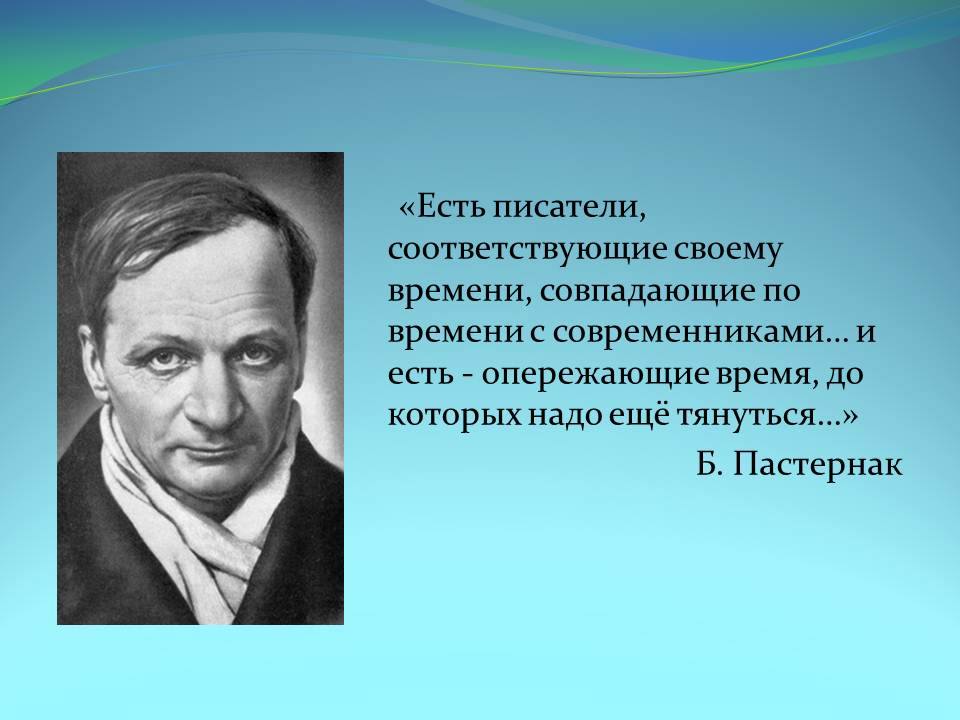 «Есть писатели,
соответствующие своему
времени, совпадающие по
времени с современниками... и
есть - опережающие время, до
которых надо ещё тянуться...»
Б. Пастернак